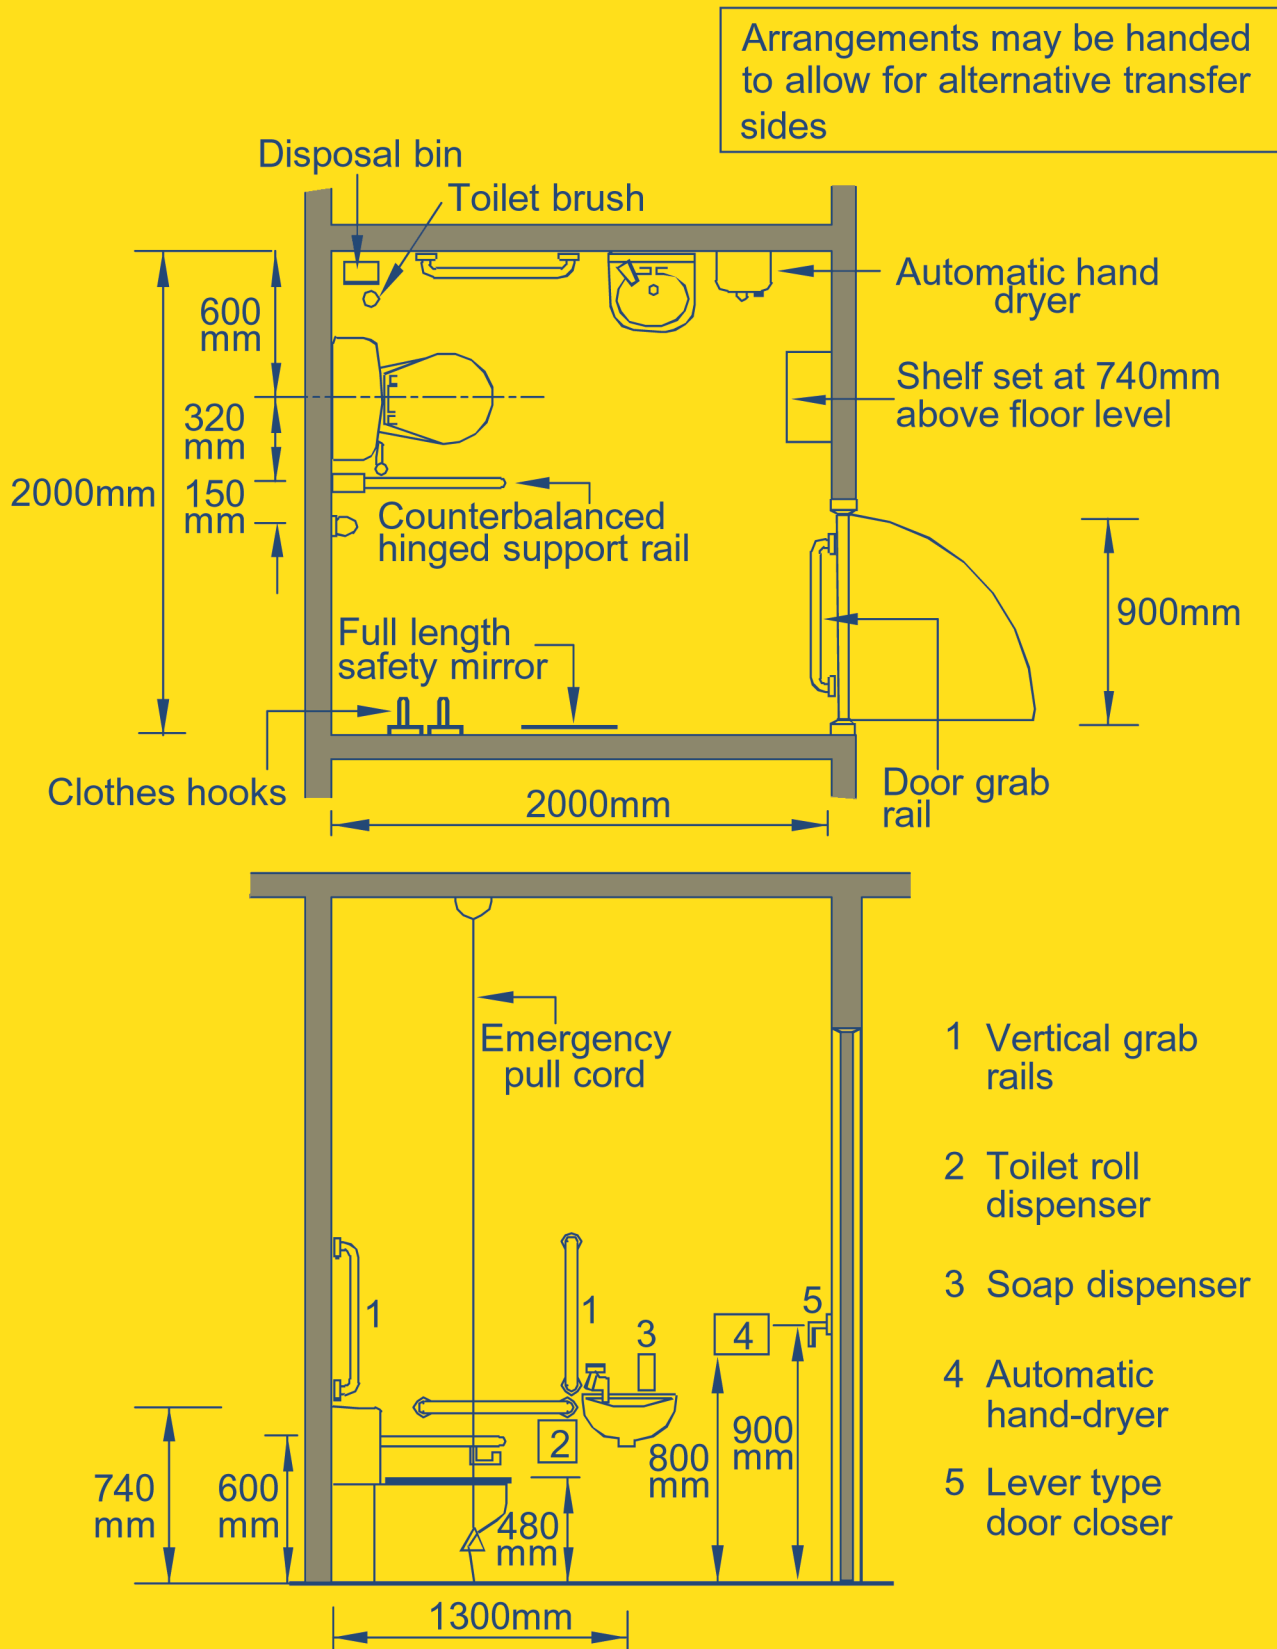 Arrangements may be handed
to allow for alternative transfer
sides
Disposal bin
Toilet brush
Automatic hand
dryer
600
mm
Shelf set at 740mm
above floor level
320
mm
2000mm
150
mm
Counterbalanced
hinged support rail
900mm
Full length
safety mirror
Clothes hooks
Door grab
rail
2000mm
Emergency
pull cord
1 Vertical grab
rails
2 Toilet roll
dispenser
3 Soap dispenser
4 Automatic
hand-dryer
5 Lever type
door closer
1
1
3
4
5
2
740
mm
600
mm
480
mm
800
mm
900
mm
1300mm